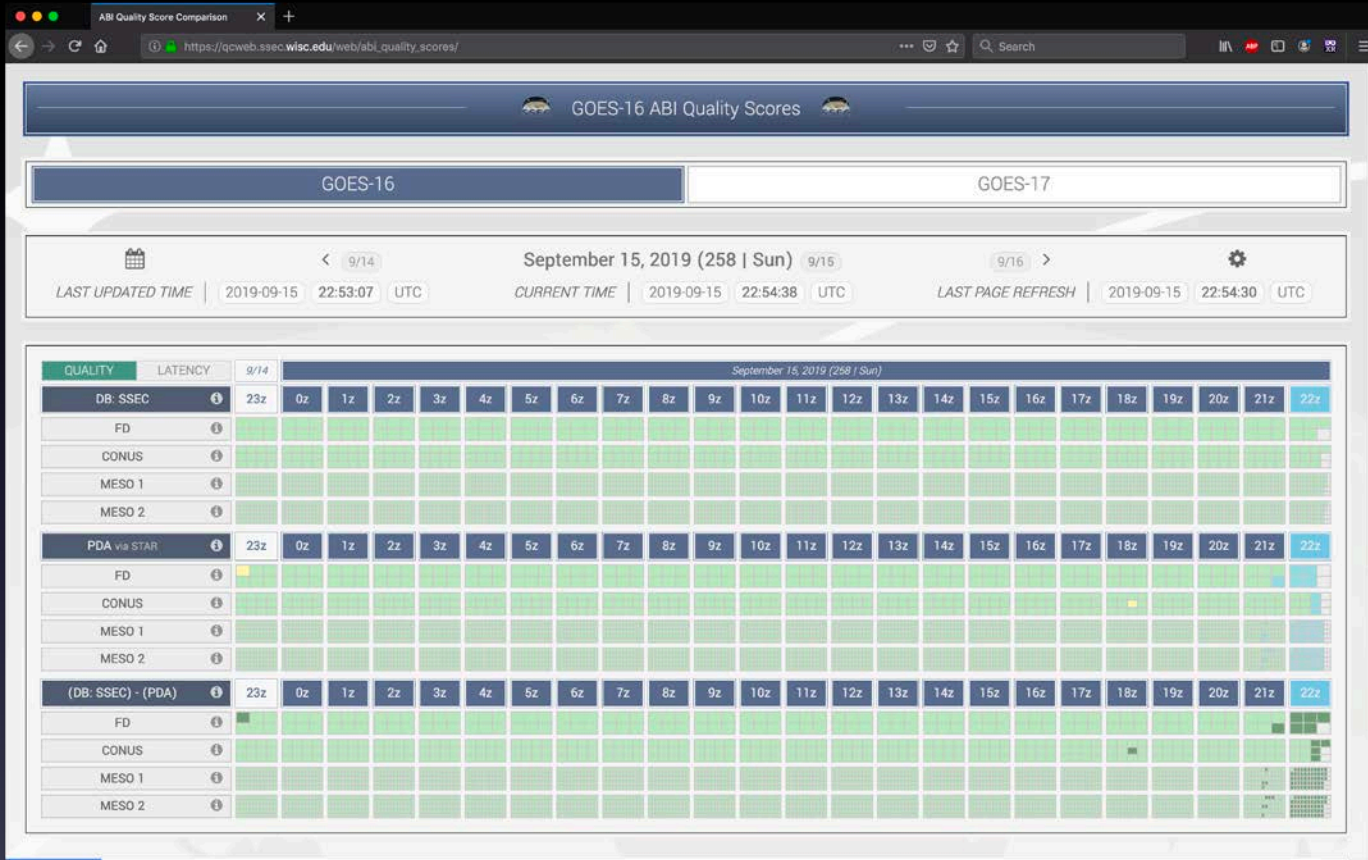 ABI Quality Score Comparison
https://qcweb.ssec.wisc.edu/web/abi_quality_scores/
Search
ABP
GOES-16 ABI Quality Scores
GOES-16 GOES-17
9/14 September 15, 2019 (258 | Sun) 9/15 9/16
LAST UPDATED TIME 2019-09-15 22:53:07 UTC CURRENT TIME 2019-09-15 22:54:38 UTC LAST PAGE REFRESH 2019-09-15 22:54:30 UTC
QUALITY LATENCY 9/14 September 15, 2019 (258 | Sun)
DB: SSEC 23z 0z 1z 2z 3z 4z 5z 6z 7z 8z 9z 10z 11z 12z 13z 14z 15z 16z 17z 18z 19z 20z 21z 22z
FD
CONUS
MESO 1
MESO 2
PDA via STAR 23z 0z 1z 2z 3z 4z 5z 6z 7z 8z 9z 10z 11z 12z 13z 14z 15z 16z 17z 18z 19z 20z 21z 22z
FD
CONUS
MESO 1
MESO 2
(DB: SSEC) - (PDA) 23z 0z 1z 2z 3z 4z 5z 6z 7z 8z 9z 10z 11z 12z 13z 14z 15z 16z 17z 18z 19z 20z 21z 22z
FD
CONUS
MESO 1
MESO 2